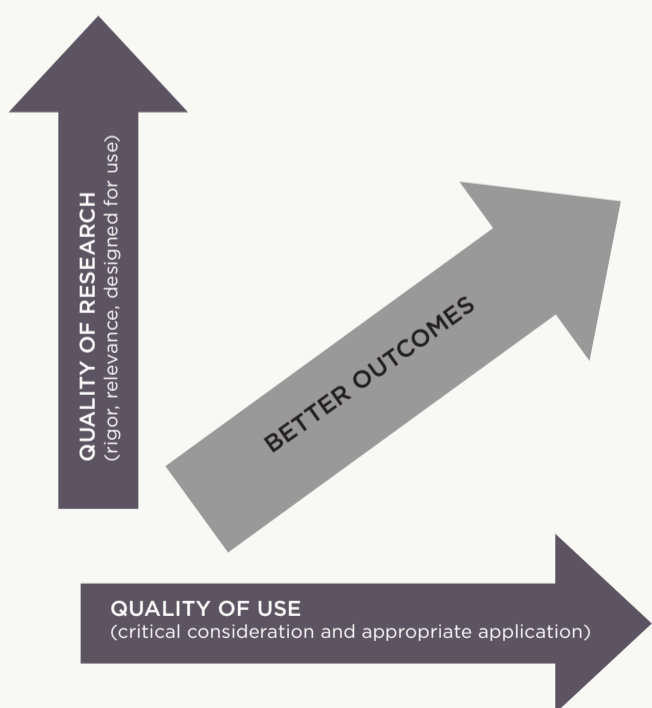 QUALITY OF RESEARCH
(rigor, relevance, designed for use)
BETTER OUTCOMES
QUALITY OF USE
(critical consideration and appropriate application)